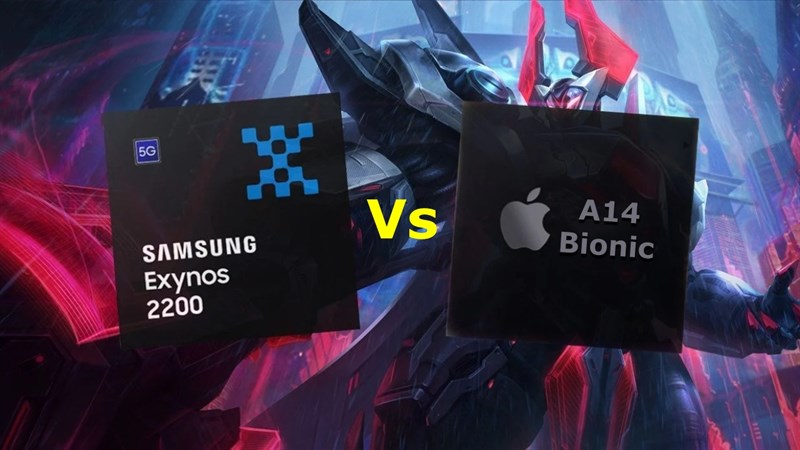 5G
SAMSUNG
Exynos
2200
Vs
A14
Bionic